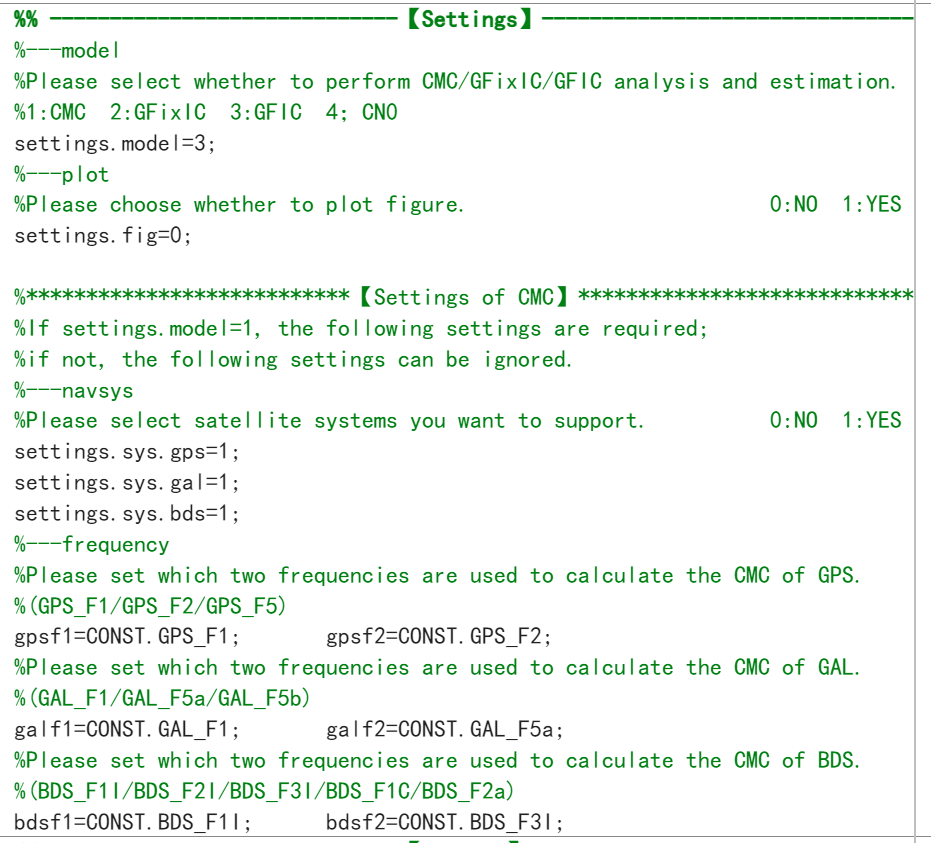 %% -----------------------------【Settings】-------------------------------
%---model
%Please select whether to perform CMC/GFixIC/GFIC analysis and estimation.
%1:CMC  2:GFixIC  3:GFIC  4; CNO
settings.model=3;
%---plot
%Please choose whether to plot figure. 0:NO  1:YES
settings.fig=0;
%***************************【Settings of CMC】****************************
%If settings.model=1, the following settings are required;
%if not, the following settings can be ignored.
%---navsys
%Please select satellite systems you want to support. 0:NO  1:YES
settings.sys.gps=1;
settings.sys.gal=1;
settings.sys.bds=1;
%---frequency
%Please set which two frequencies are used to calculate the CMC of GPS.
%(GPS_F1/GPS_F2/GPS_F5)
gpsf1=CONST.GPS_F1; gpsf2=CONST.GPS_F2;
%Please set which two frequencies are used to calculate the CMC of GAL.
%(GAL_F1/GAL_F5a/GAL_F5b)
galf1=CONST.GAL_F1; galf2=CONST.GAL_F5a;
%Please set which two frequencies are used to calculate the CMC of BDS.
%(BDS_F1I/BDS_F2I/BDS_F3I/BDS_F1C/BDS_F2a)
bdsf1=CONST.BDS_F1I; bdsf2=CONST.BDS_F3I;